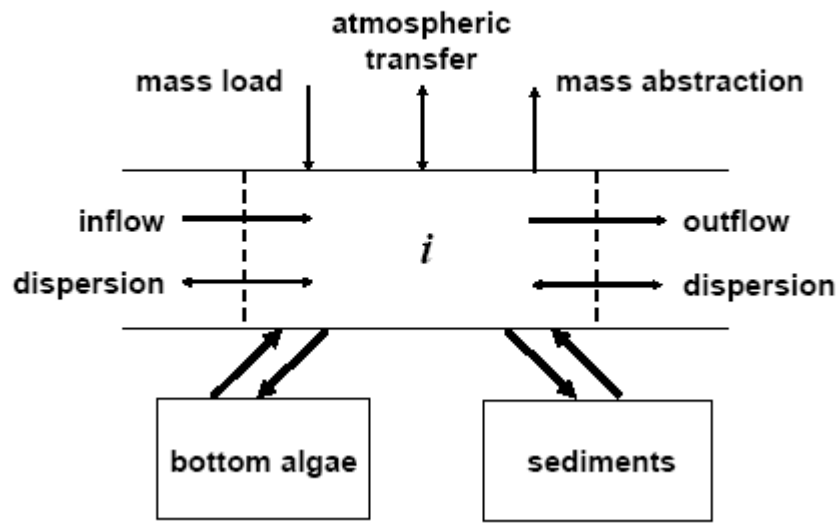 atmospheric
transfer
mass load
mass abstraction
inflow
i
outflow
dispersion
dispersion
bottom algae
sediments